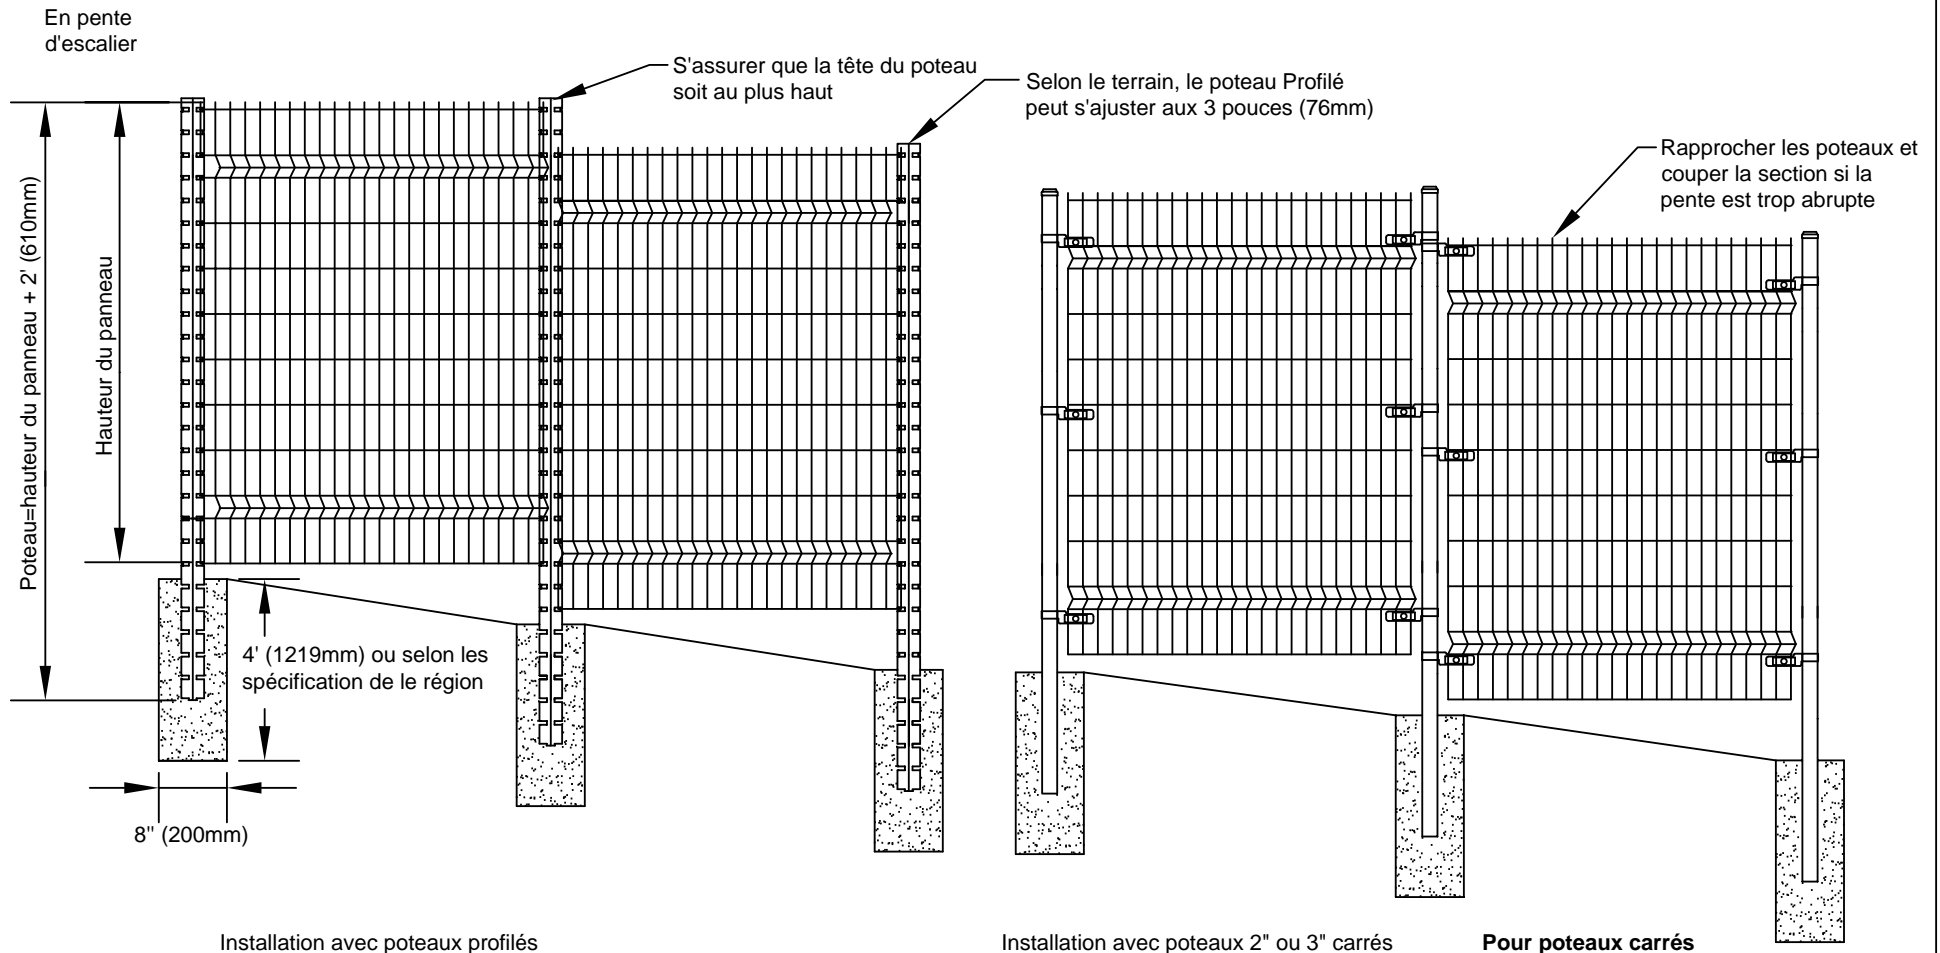 En pente
d'escalier
S'assurer que la tête du poteau
soit au plus haut
Selon le terrain, le poteau Profilé
peut s'ajuster aux 3 pouces (76mm)
Rapprocher les poteaux et
couper la section si la
pente est trop abrupte
Poteau=hauteur du panneau + 2' (610mm)
Hauteur du panneau
4' (1219mm) ou selon les
spécification de le région
8" (200mm)
Installation avec poteaux profilés
Installation avec poteaux 2" ou 3" carrés
Pour poteaux carrés